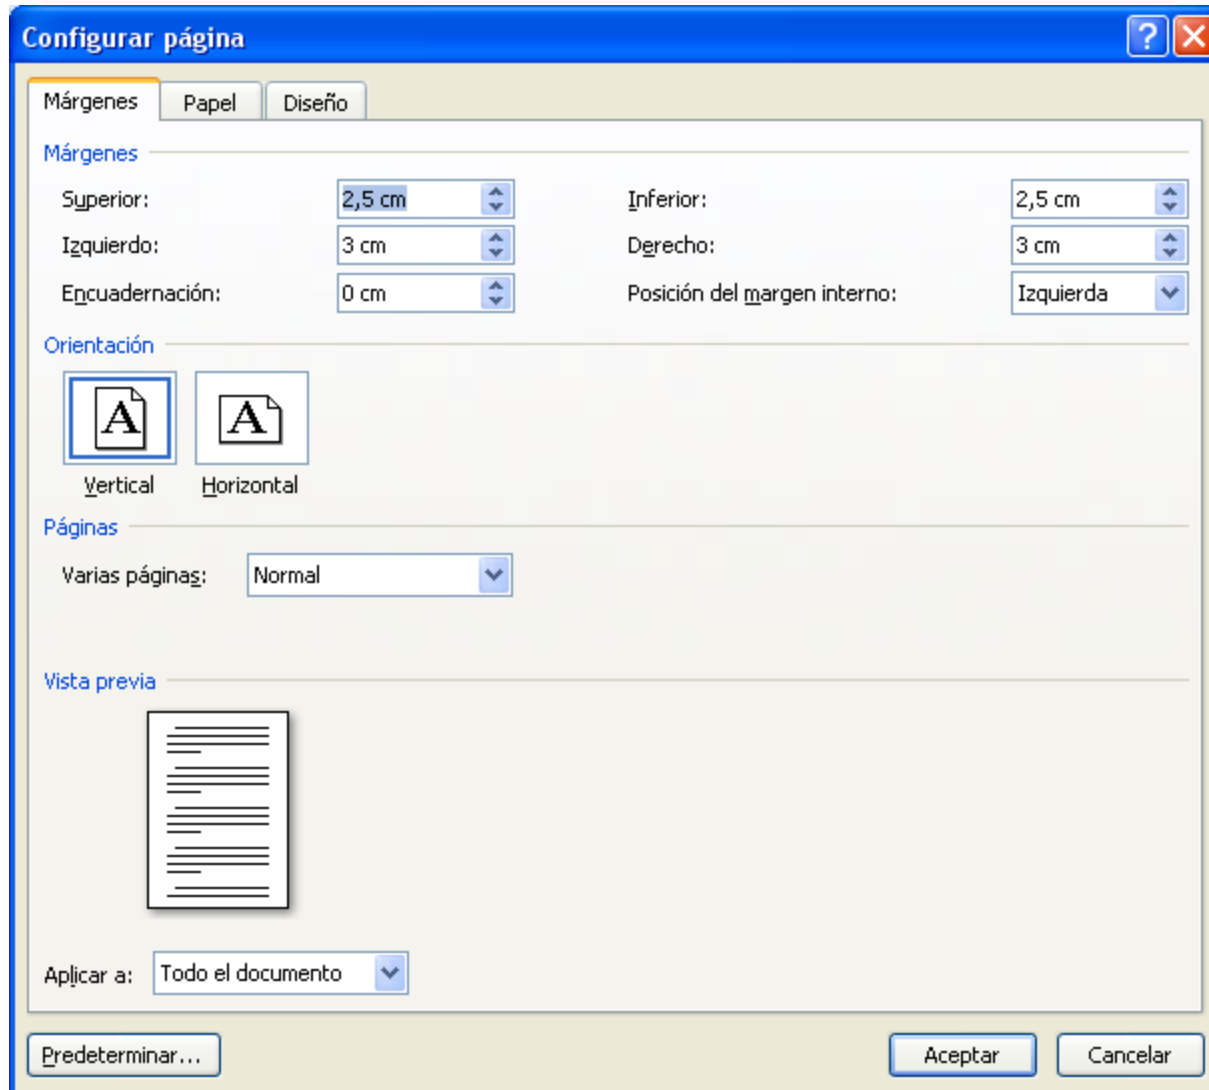 Configurar página
Márgenes Papel Diseño
Márgenes
Superior: 2,5 cm Inferior: 2,5 cm
Izquierdo: 3 cm Derecho: 3 cm
Encuadernación: 0 cm Posición del margen interno: Izquierda
Orientación
A A
Vertical Horizontal
Páginas
Varias páginas: Normal
Vista previa
Aplicar a: Todo el documento
Predeterminar... Aceptar Cancelar